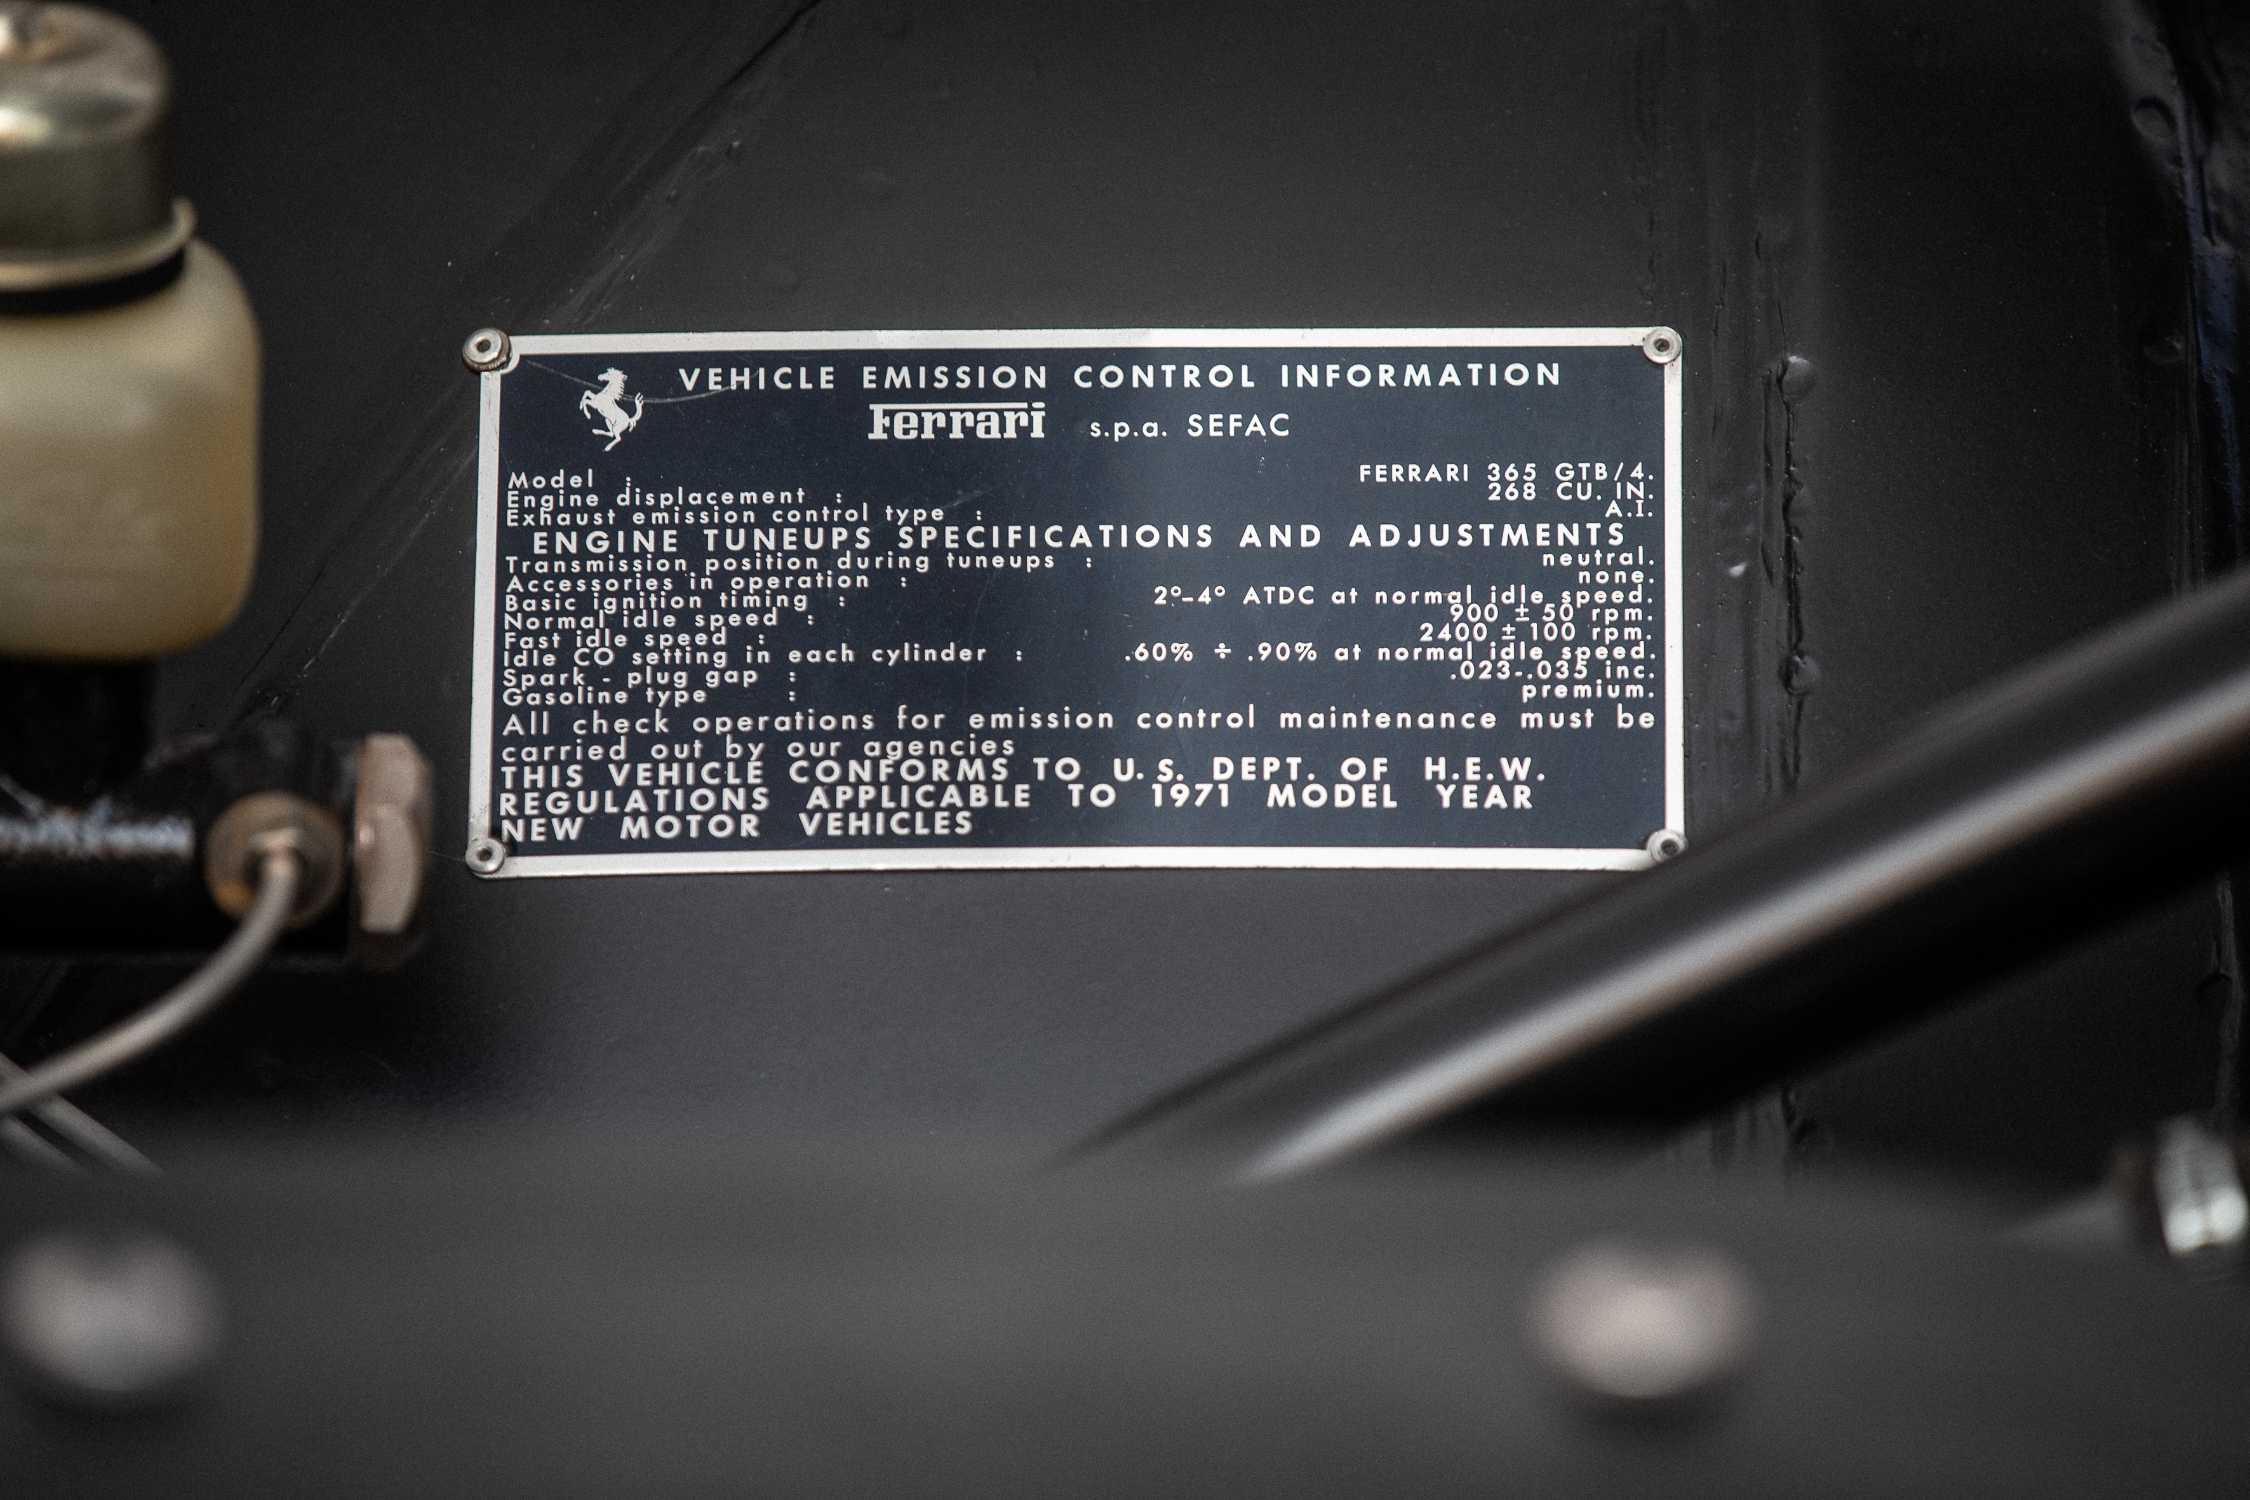 VEHICLE EMISSION CONTROL INFORMATION
Ferrari s.p.a. SEFAC
Model : FERRARI 365 GTB/4.
Engine displacement : 268 CU. IN.
Exhaust emission control type : A.I.
ENGINE TUNEUPS SPECIFICATIONS AND ADJUSTMENTS
Transmission position during tuneups : neutral.
Accessories in operation : none.
Basic ignition timing : 2°-4° ATDC at normal idle speed.
Normal idle speed : 900 ± 50 rpm.
Fast idle speed : 2400 ± 100 rpm.
Idle CO setting in each cylinder : .60% ÷ .90% at normal idle speed.
Spark - plug gap : .023-.035 inc.
Gasoline type : premium.
All check operations for emission control maintenance must be
carried out by our agencies
THIS VEHICLE CONFORMS TO U.S. DEPT. OF H.E.W.
REGULATIONS APPLICABLE TO 1971 MODEL YEAR
NEW MOTOR VEHICLES